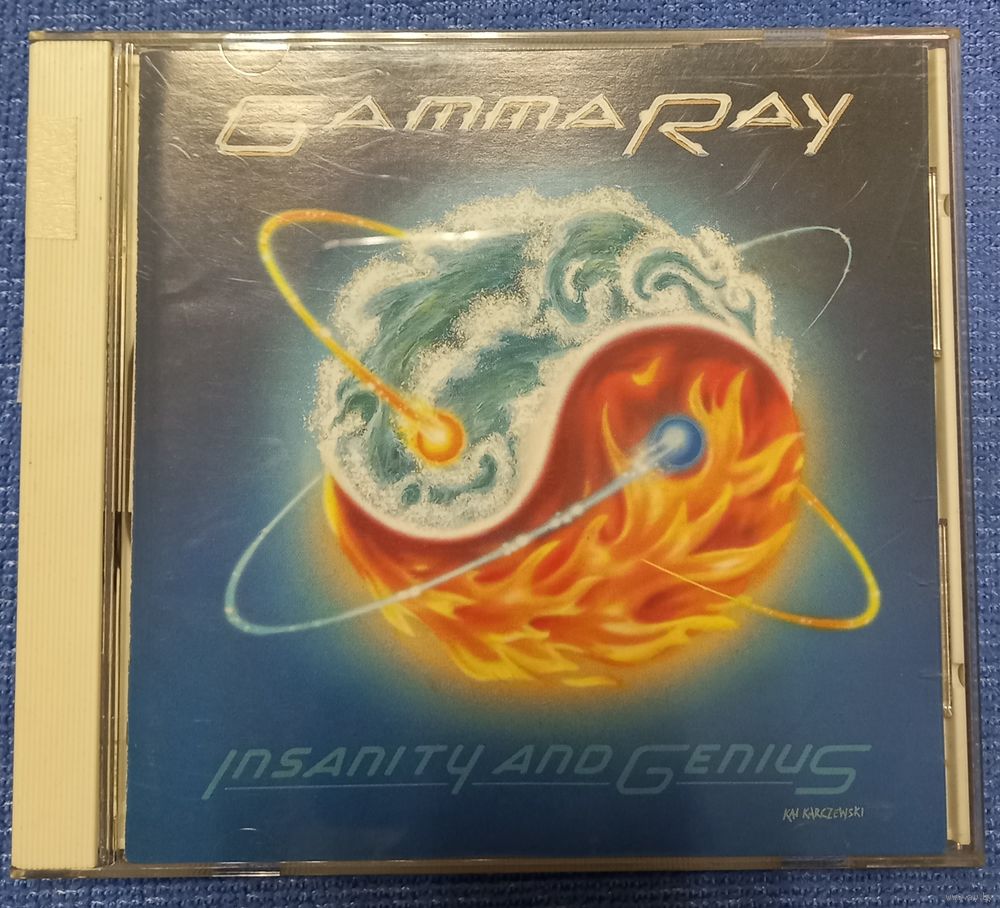 GAMMA RAY
INSANITY AND GENIUS
KAI KARCZEWSKI